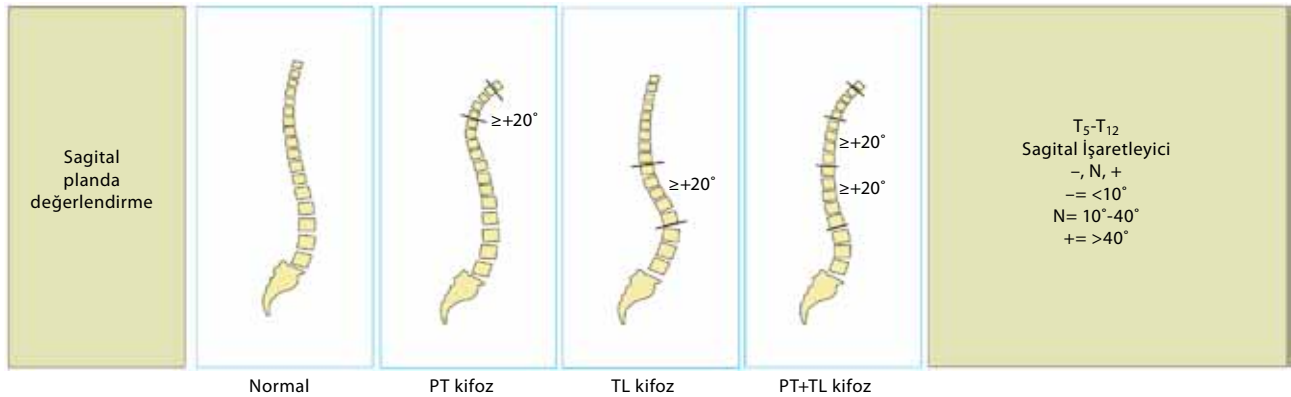 Sagital
planda
değerlendirme
≥+20˚
≥+20˚
≥+20˚
≥+20˚
T5-T12
Sagital İşaretleyici
–, N, +
–= <10˚
N= 10˚-40˚
+= >40˚
Normal
PT kifoz
TL kifoz
PT+TL kifoz